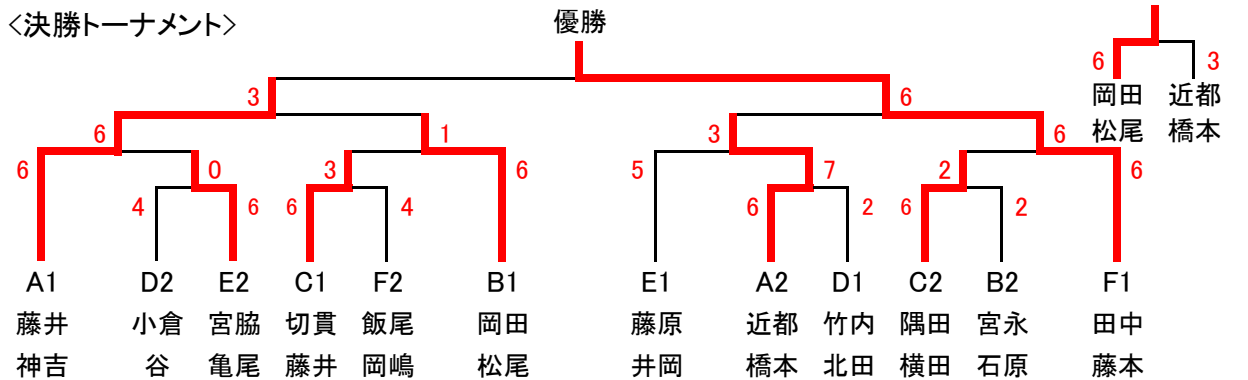 <決勝トーナメント>
優勝
6 3
岡田 近都
松尾 橋本
3 6
6 1 3 6
6 0 3 6 5 7 2 6
4 6 6 4 6 2 6 2
A1 D2 E2 C1 F2 B1 E1 A2 D1 C2 B2 F1
藤井 小倉 宮脇 切貫 飯尾 岡田 藤原 近都 竹内 隅田 宮永 田中
神吉 谷 亀尾 藤井 岡嶋 松尾 井岡 橋本 北田 横田 石原 藤本